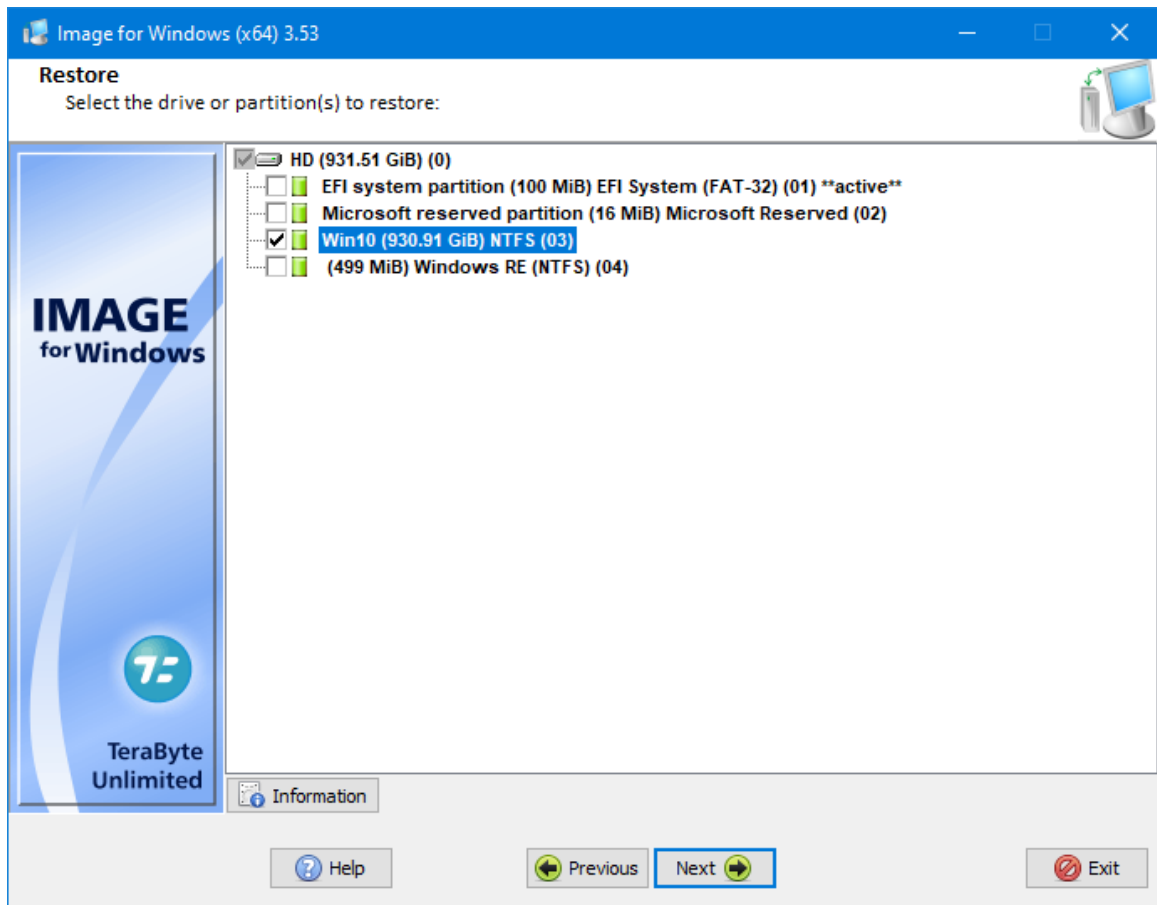 Image for Windows (x64) 3.53
Restore
Select the drive or partition(s) to restore:
HD (931.51 GiB) (0)
EFI system partition (100 MiB) EFI System (FAT-32) (01) **active**
Microsoft reserved partition (16 MiB) Microsoft Reserved (02)
Win10 (930.91 GiB) NTFS (03)
(499 MiB) Windows RE (NTFS) (04)
IMAGE
for Windows
TeraByte
Unlimited
Information
Help
Previous
Next
Exit